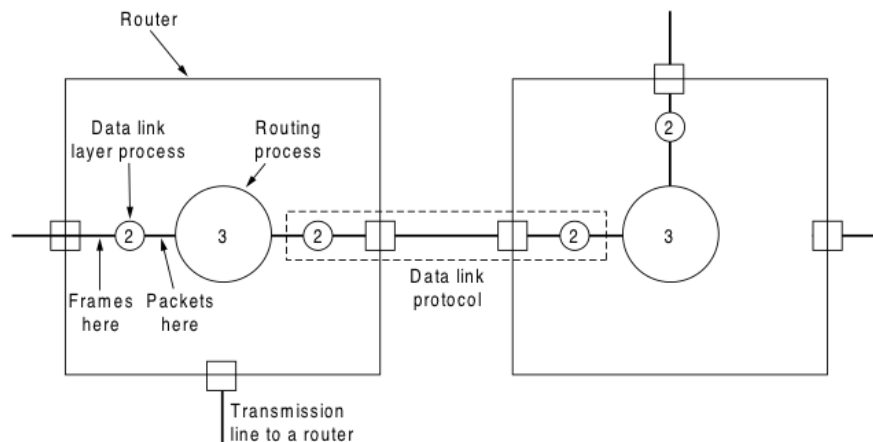 Router
Data link
layer process
Routing
process
2
3
2
2
3
2
Frames
here
Packets
here
Data link
protocol
Transmission
line to a router